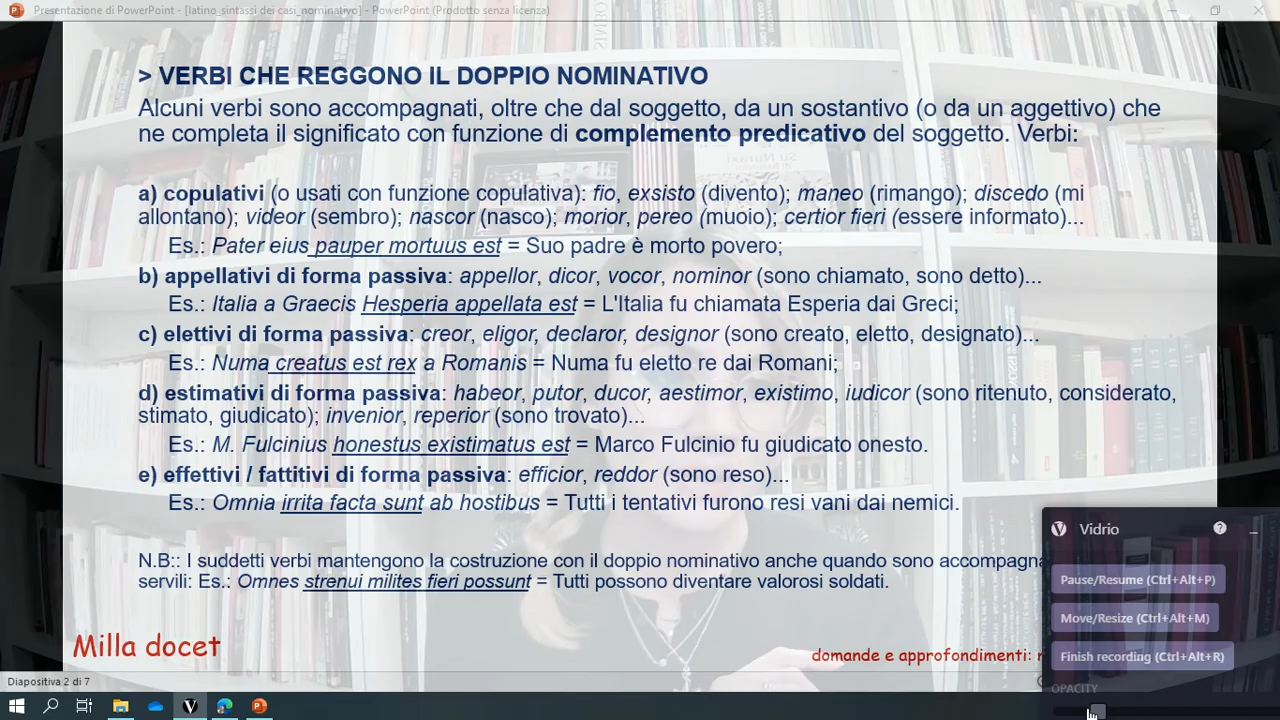 Presentazione di PowerPoint - [latino_sintassi dei casi_nominativo] - PowerPoint (Prodotto senza licenza)
> VERBI CHE REGGONO IL DOPPIO NOMINATIVO
Alcuni verbi sono accompagnati, oltre che dal soggetto, da un sostantivo (o da un aggettivo) che
ne completa il significato con funzione di complemento predicativo del soggetto. Verbi:
a) copulativi (o usati con funzione copulativa): fio, exsisto (divento); maneo (rimango); discedo (mi
allontano); videor (sembro); nascor (nasco); morior, pereo (muoio); certior fieri (essere informato)...
Es.: Pater eius pauper mortuus est = Suo padre è morto povero;
b) appellativi di forma passiva: appellor, dicor, vocor, nominor (sono chiamato, sono detto)...
Es.: Italia a Graecis Hesperia appellata est = L'Italia fu chiamata Esperia dai Greci;
c) elettivi di forma passiva: creor, eligor, declaror, designor (sono creato, eletto, designato)...
Es.: Numa creatus est rex a Romanis = Numa fu eletto re dai Romani;
d) estimativi di forma passiva: habeor, putor, ducor, aestimor, existimo, iudicor (sono ritenuto, considerato,
stimato, giudicato); invenior, reperior (sono trovato)...
Es.: M. Fulcinius honestus existimatus est = Marco Fulcinio fu giudicato onesto.
e) effettivi / fattitivi di forma passiva: efficior, reddor (sono reso)...
Es.: Omnia irrita facta sunt ab hostibus = Tutti i tentativi furono resi vani dai nemici.
N.B:: I suddetti verbi mantengono la costruzione con il doppio nominativo anche quando sono accompagna
servili: Es.: Omnes strenui milites fieri possunt = Tutti possono diventare valorosi soldati.
Milla docet
domande e approfondimenti:
Vidrio
Pause/Resume (Ctrl+Alt+P)
Move/Resize (Ctrl+Alt+M)
Finish recording (Ctrl+Alt+R)
OPACITY
Diapositiva 2 di 7